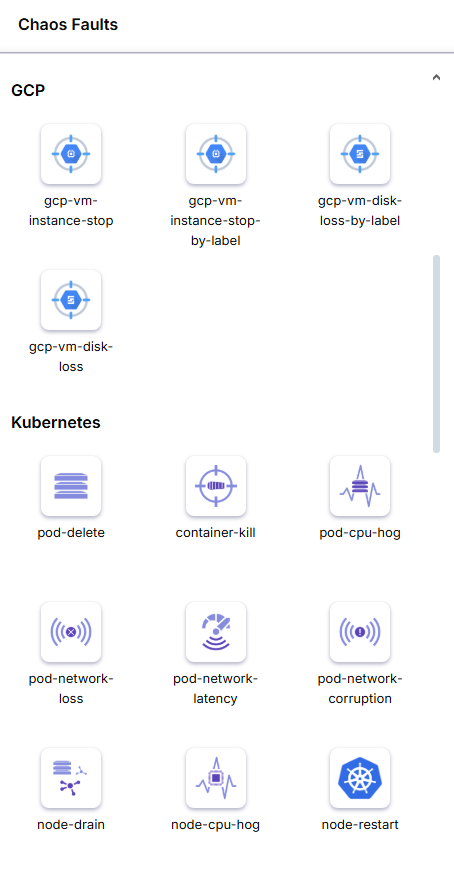 Chaos Faults
GCP
gcp-vm-
instance-stop
gcp-vm-
instance-stop-
by-label
gcp-vm-disk-
loss-by-label
gcp-vm-disk-
loss
Kubernetes
pod-delete
container-kill
pod-cpu-hog
pod-network-
loss
pod-network-
latency
pod-network-
corruption
node-drain
node-cpu-hog
node-restart